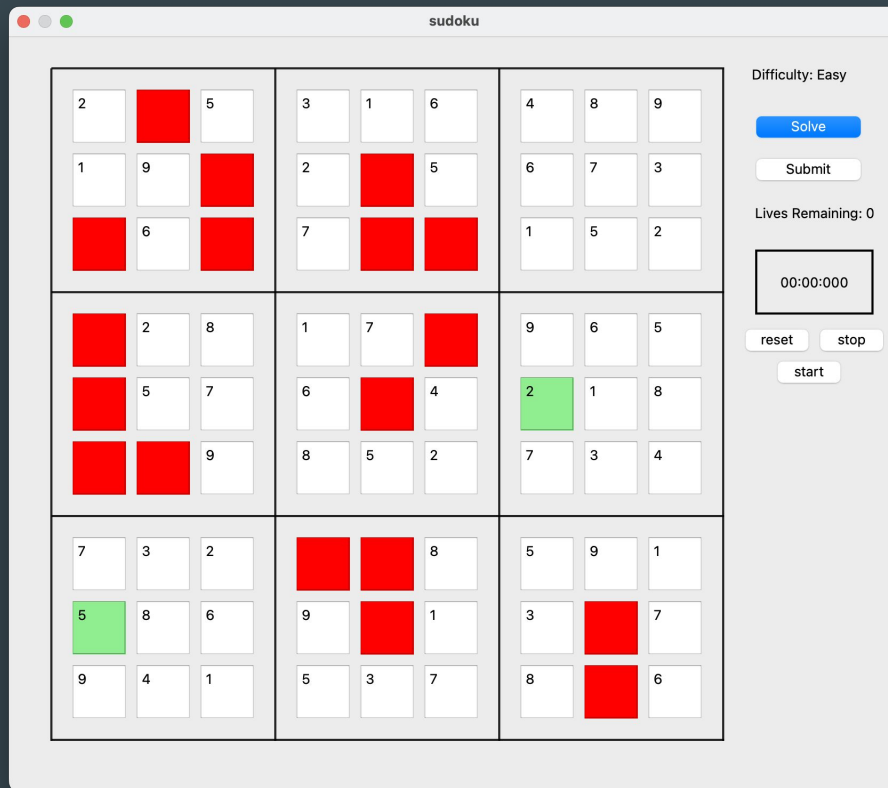 sudoku
Difficulty: Easy
Solve
Submit
Lives Remaining: 0
00:00:000
reset stop
start
2 5 3 1 6 4 8 9
1 9 2 5 6 7 3
6 7 1 5 2
2 8 1 7 9 6 5
5 7 6 4 2 1 8
9 8 5 2 7 3 4
7 3 2 8 5 9 1
5 8 6 9 1 3 7
9 4 1 5 3 7 8 6